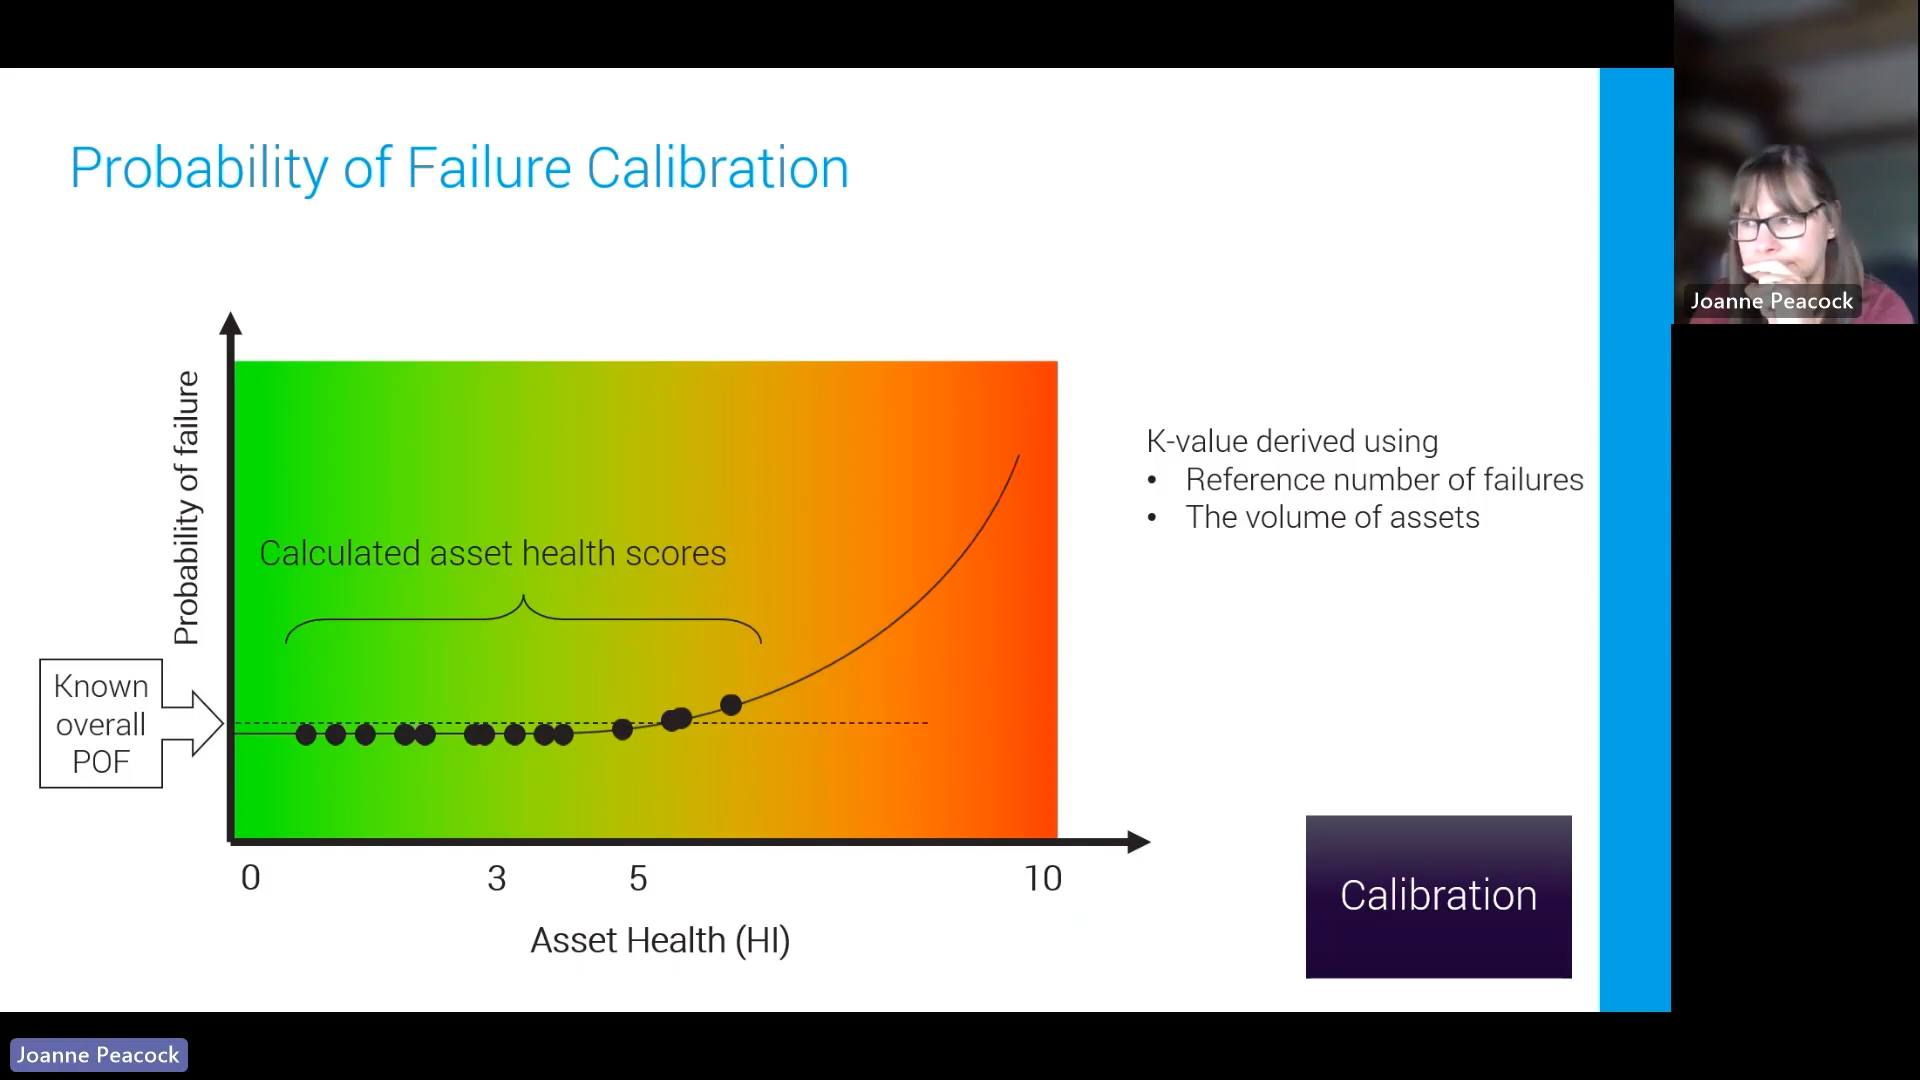 Probability of Failure Calibration
Probability of failure
Calculated asset health scores
Known
overall
POF
0
3
5
10
Asset Health (HI)
K-value derived using
• Reference number of failures
• The volume of assets
Calibration
Joanne Peacock
Joanne Peacock